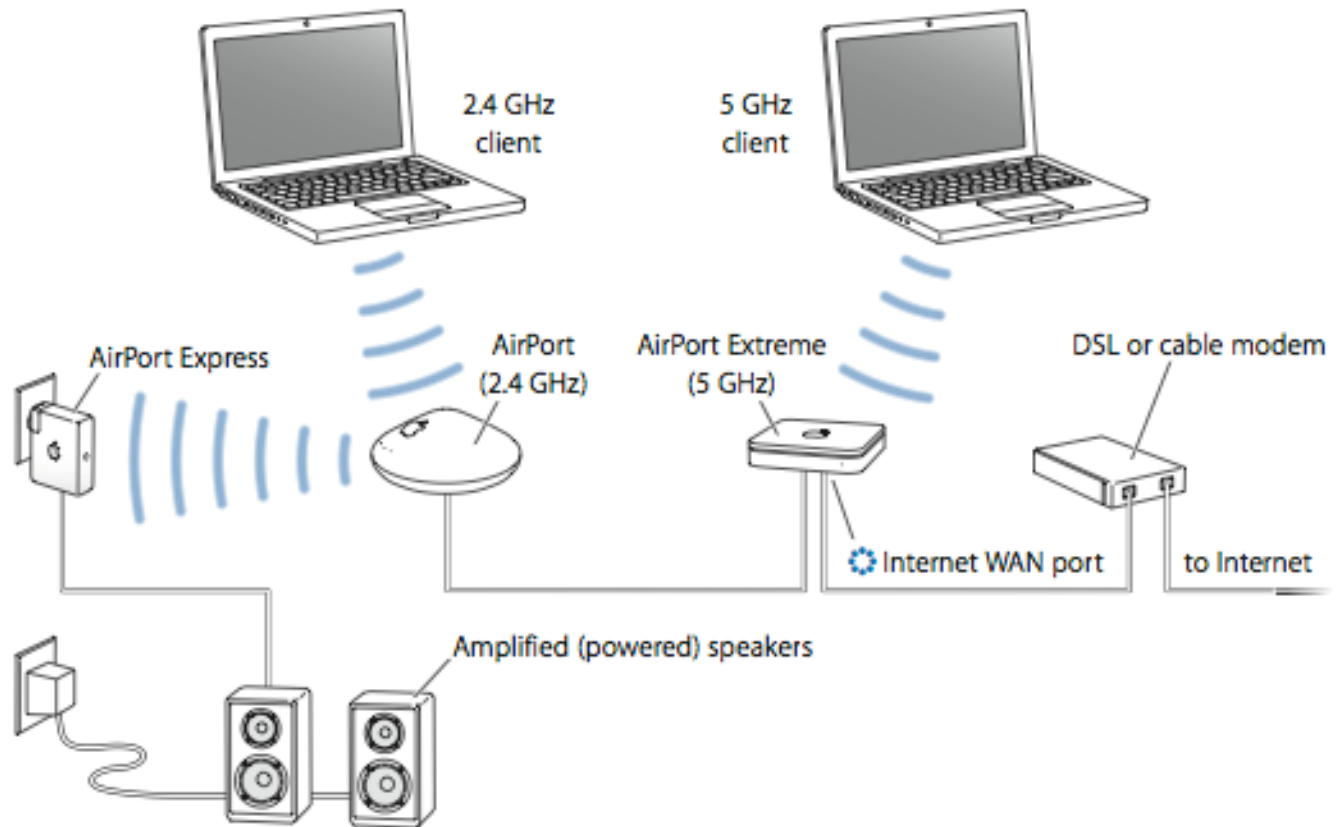 2.4 GHz
client
5 GHz
client
AirPort Express
AirPort
(2.4 GHz)
AirPort Extreme
(5 GHz)
DSL or cable modem
Internet WAN port
to Internet
Amplified (powered) speakers